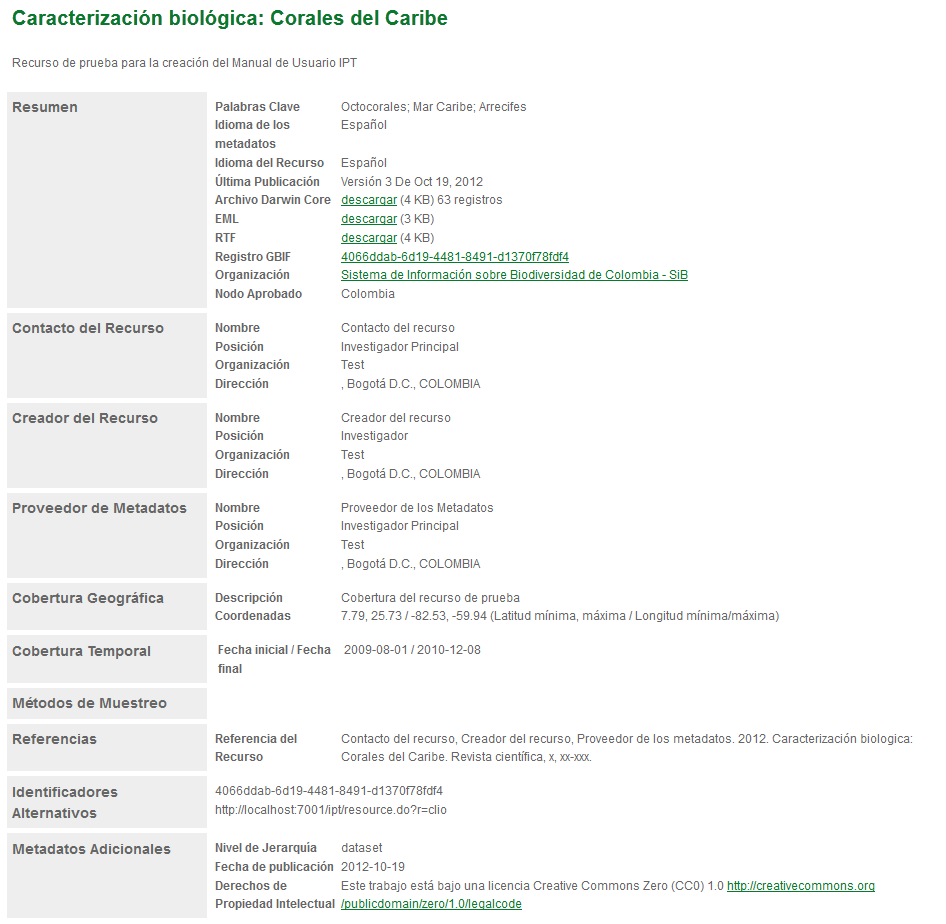 Caracterización biológica: Corales del Caribe
Recurso de prueba para la creación del Manual de Usuario IPT
Resumen
Palabras Clave Octocorales; Mar Caribe; Arrecifes
Idioma de los Español
metadatos
Idioma del Recurso Español
Última Publicación Versión 3 De Oct 19, 2012
Archivo Darwin Core descargar (4 KB) 63 registros
EML descargar (3 KB)
RTF descargar (4 KB)
Registro GBIF 4066ddab-6d19-4481-8491-d1370f78fdf4
Organización Sistema de Información sobre Biodiversidad de Colombia - SiB
Nodo Aprobado Colombia
Contacto del Recurso
Nombre Contacto del recurso
Posición Investigador Principal
Organización Test
Dirección , Bogotá D.C., COLOMBIA
Creador del Recurso
Nombre Creador del recurso
Posición Investigador
Organización Test
Dirección , Bogotá D.C., COLOMBIA
Proveedor de Metadatos
Nombre Proveedor de los Metadatos
Posición Investigador Principal
Organización Test
Dirección , Bogotá D.C., COLOMBIA
Cobertura Geográfica
Descripción Cobertura del recurso de prueba
Coordenadas 7.79, 25.73 / -82.53, -59.94 (Latitud mínima, máxima / Longitud mínima/máxima)
Cobertura Temporal
Fecha inicial / Fecha 2009-08-01 / 2010-12-08
final
Métodos de Muestreo
Referencias
Referencia del Contacto del recurso, Creador del recurso, Proveedor de los metadatos. 2012. Caracterización biologica:
Recurso Corales del Caribe. Revista científica, x, xx-xxx.
Identificadores
Alternativos
4066ddab-6d19-4481-8491-d1370f78fdf4
http://localhost:7001/ipt/resource.do?r=clio
Metadatos Adicionales
Nivel de Jerarquía dataset
Fecha de publicación 2012-10-19
Derechos de Este trabajo está bajo una licencia Creative Commons Zero (CC0) 1.0 http://creativecommons.org
Propiedad Intelectual /publicdomain/zero/1.0/legalcode